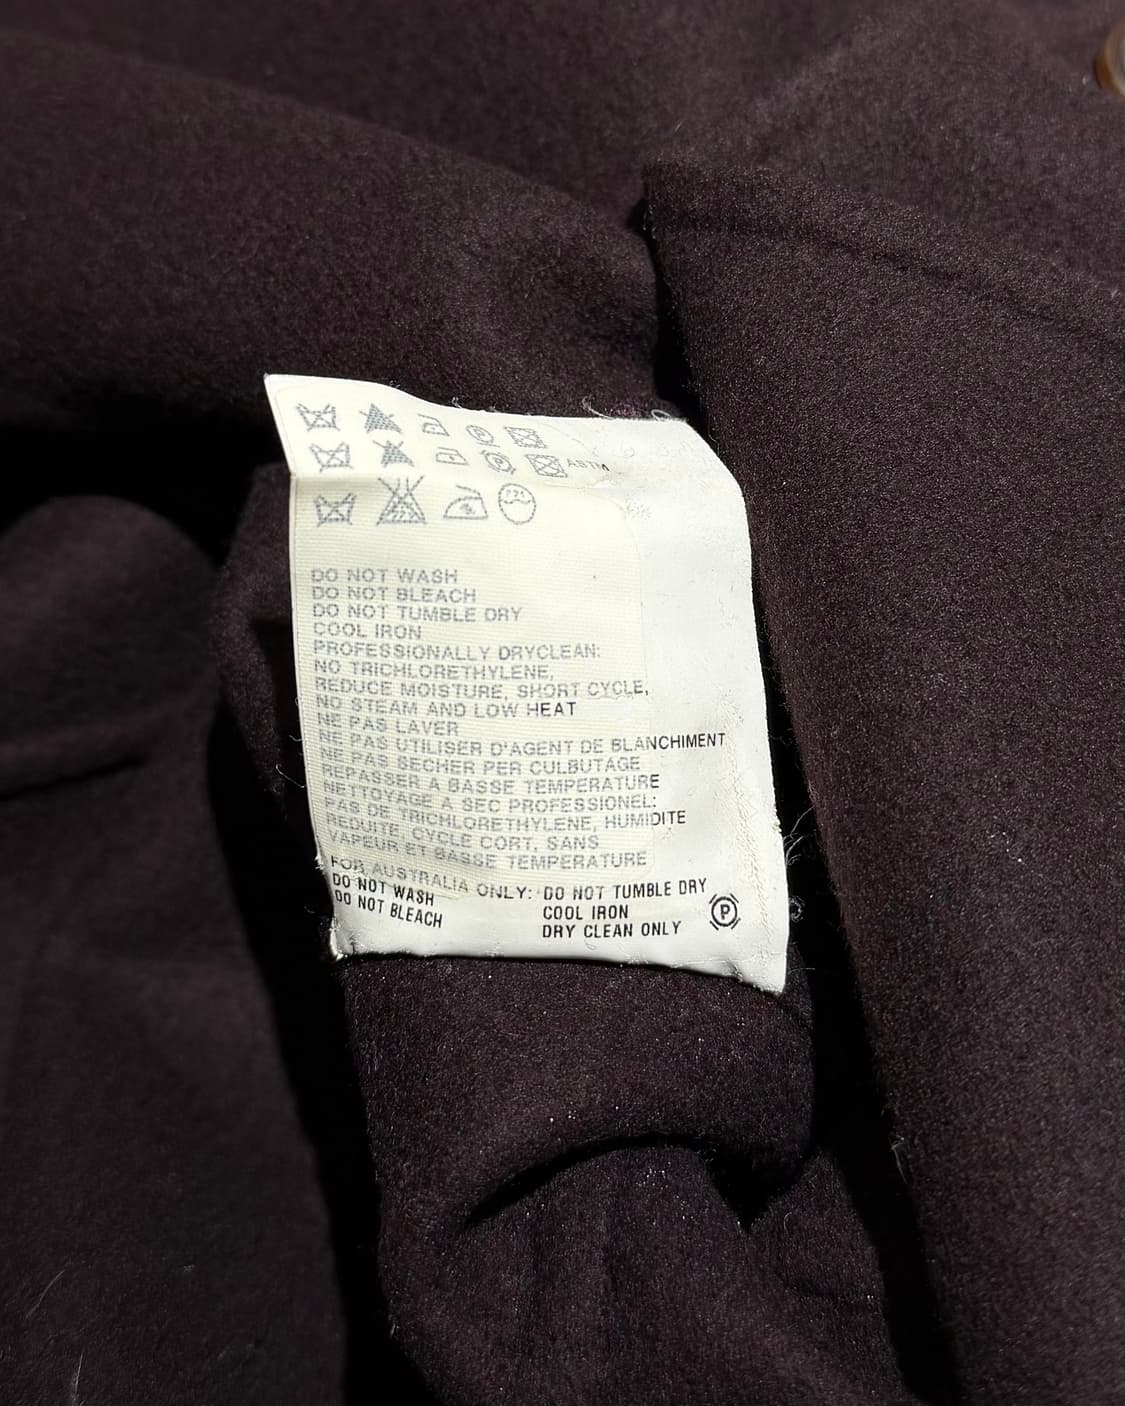 ASTM
DO NOT WASH
DO NOT BLEACH
DO NOT TUMBLE DRY
COOL IRON
PROFESSIONALLY DRYCLEAN:
NO TRICHLORETHYLENE,
REDUCE MOISTURE, SHORT CYCLE,
NO STEAM AND LOW HEAT
NE PAS LAVER
NE PAS UTILISER D'AGENT DE BLANCHIMENT
NE PAS SECHER PER CULBUTAGE
REPASSER A BASSE TEMPERATURE
NETTOYAGE A SEC PROFESSIONEL:
PAS DE TRICHLORETHYLENE, HUMIDITE
REDUITE, CYCLE CORT, SANS
VAPEUR ET BASSE TEMPERATURE
FOR AUSTRALIA ONLY:
DO NOT WASH
DO NOT BLEACH
DO NOT TUMBLE DRY
COOL IRON
DRY CLEAN ONLY
P